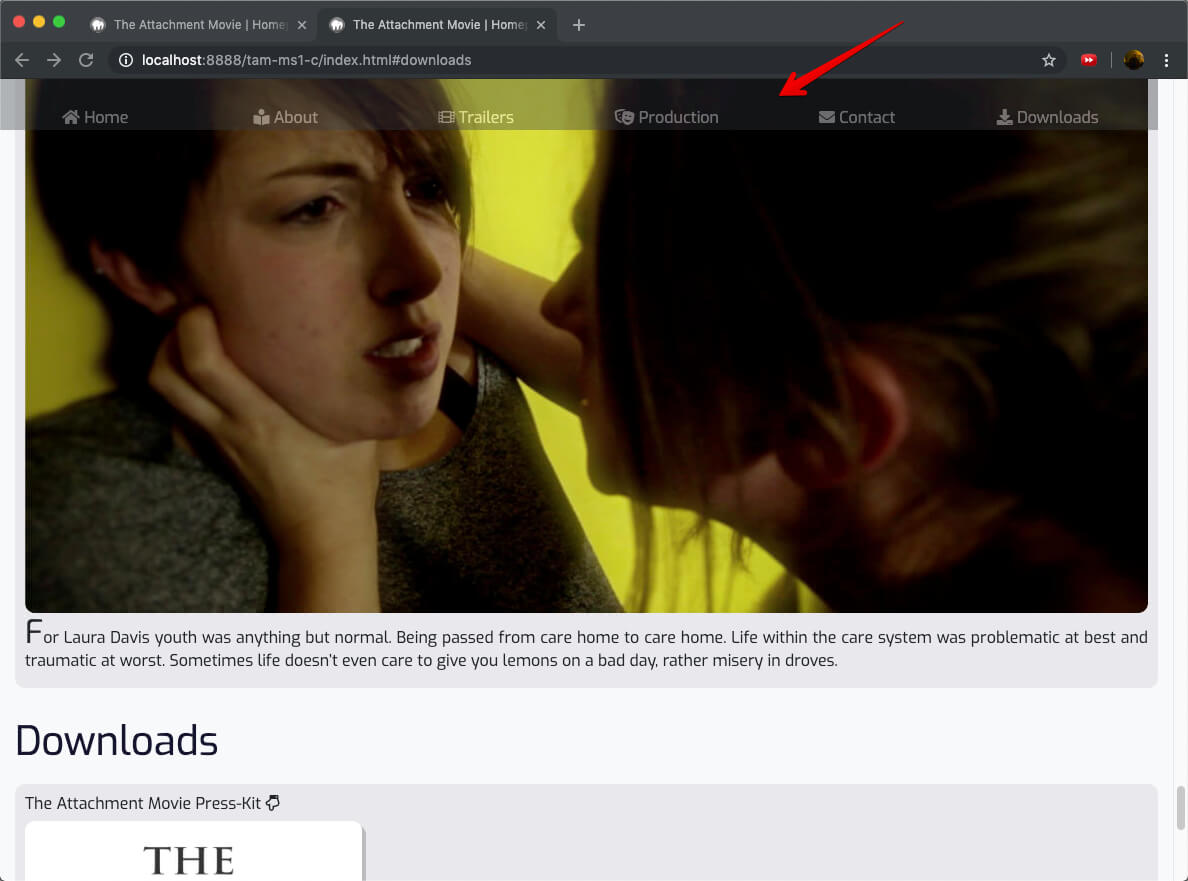 The Attachment Movie | Home
The Attachment Movie | Home
localhost:8888/tam-ms1-c/index.html#downloads
Home About Trailers Production Contact Downloads
For Laura Davis youth was anything but normal. Being passed from care home to care home. Life within the care system was problematic at best and
traumatic at worst. Sometimes life doesn't even care to give you lemons on a bad day, rather misery in droves.
Downloads
The Attachment Movie Press-Kit
THE